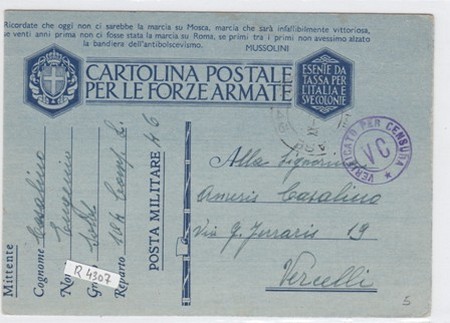 Ricordate che oggi non ci sarebbe la marcia su Mosca, marcia che sarà infallibilmente vittoriosa,
se venti anni prima non ci fosse stata la marcia su Roma, se primi tra i primi non avessimo alzato
la bandiera dell'antibolscevismo. MUSSOLINI
CARTOLINA POSTALE
PER LE FORZE ARMATE
ESENTE DA
TASSA PER
L'ITALIA E
SVE COLONIE
VERIFICATO PER CENSURA
VC
Mittente
Cognome Casalino
Nome Eugenio
Reparto 104 Comp.
R 4307
POSTA MILITARE 46
Alla Signorina
Ameris Casalino
Via G. Ferraris 19
Vercelli
5